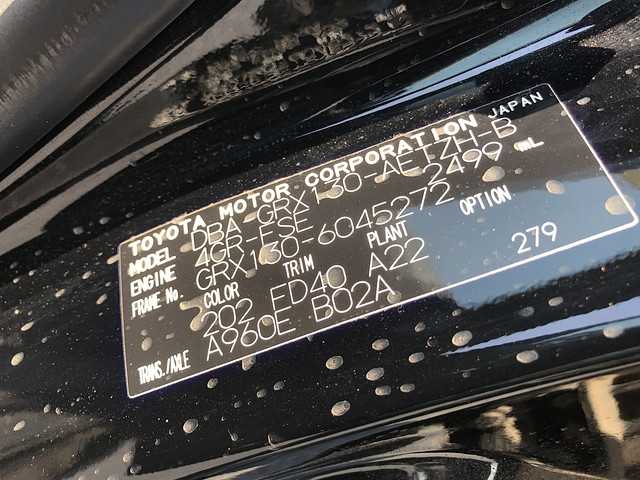 TOYOTA MOTOR CORPORATION JAPAN
MODEL DBA-GRX130-AETZH-B
ENGINE 4GR-FSE 2499 mL
FRAME No. GRX130-6045272
COLOR TRIM PLANT OPTION
202 FD40 A22 279
TRANS./AXLE A960E B02A